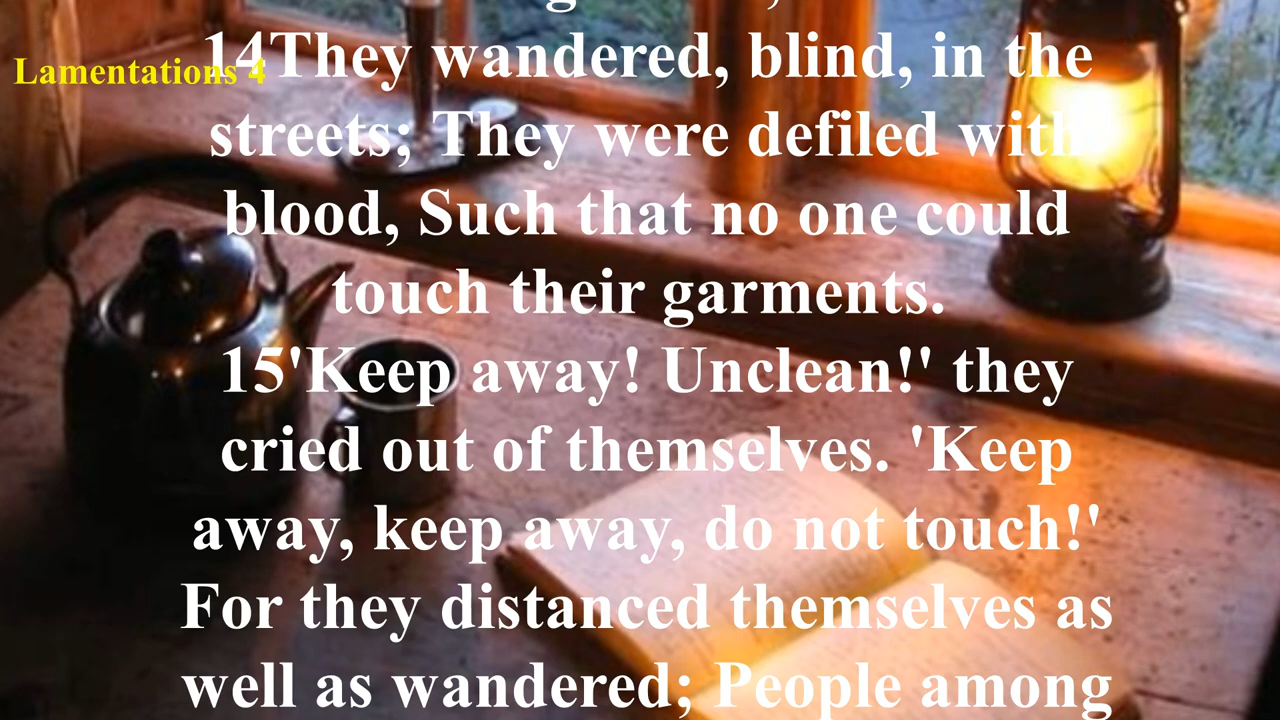 Lamentations 4
14They wandered, blind, in the
streets; They were defiled with
blood, Such that no one could
touch their garments.
15'Keep away! Unclean!' they
cried out of themselves. 'Keep
away, keep away, do not touch!'
For they distanced themselves as
well as wandered; People among